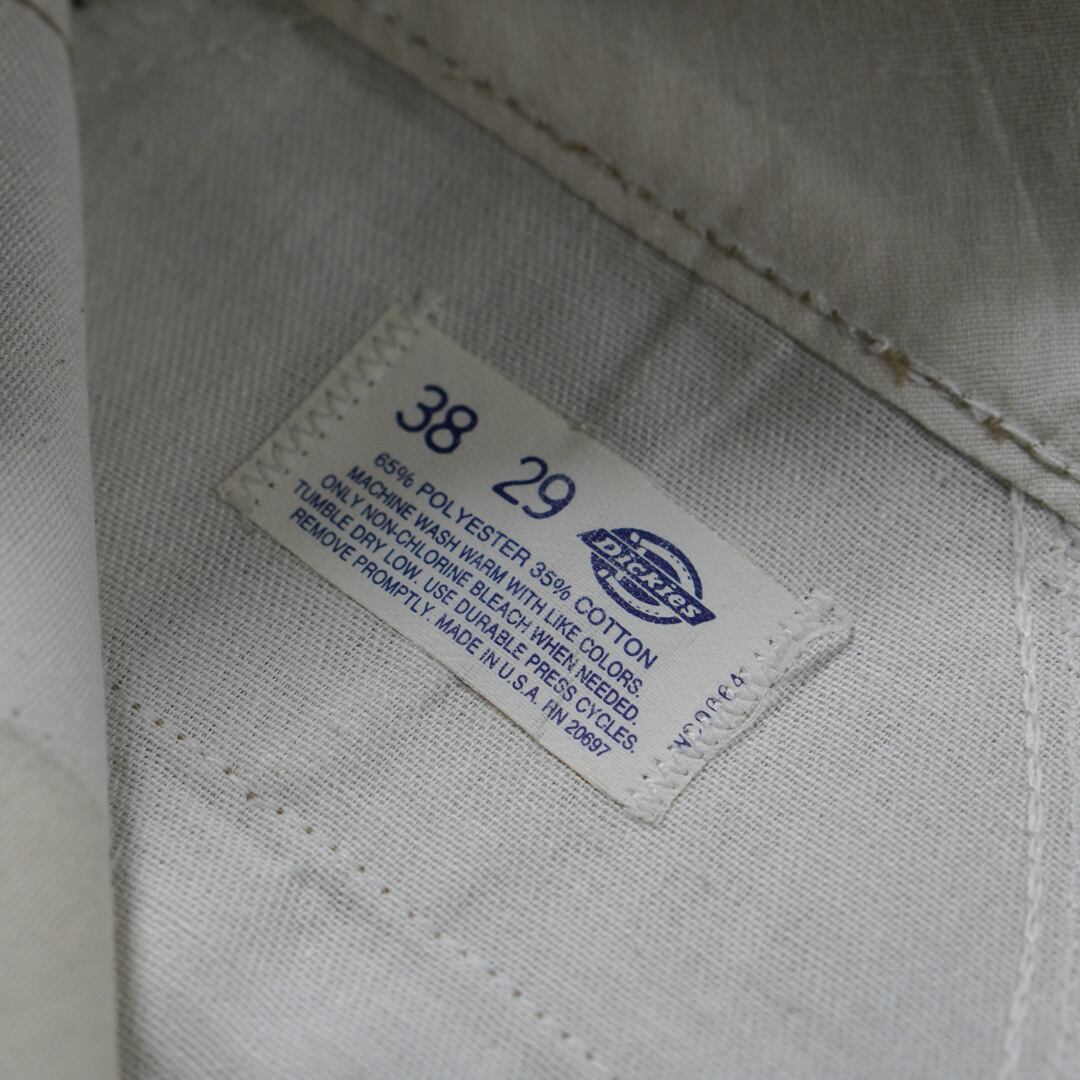 38 29
65% POLYESTER 35% COTTON
MACHINE WASH WARM WITH LIKE COLORS.
ONLY NON-CHLORINE BLEACH WHEN NEEDED.
TUMBLE DRY LOW. USE DURABLE PRESS CYCLES.
REMOVE PROMPTLY. MADE IN U.S.A. RN 20697
Dickies